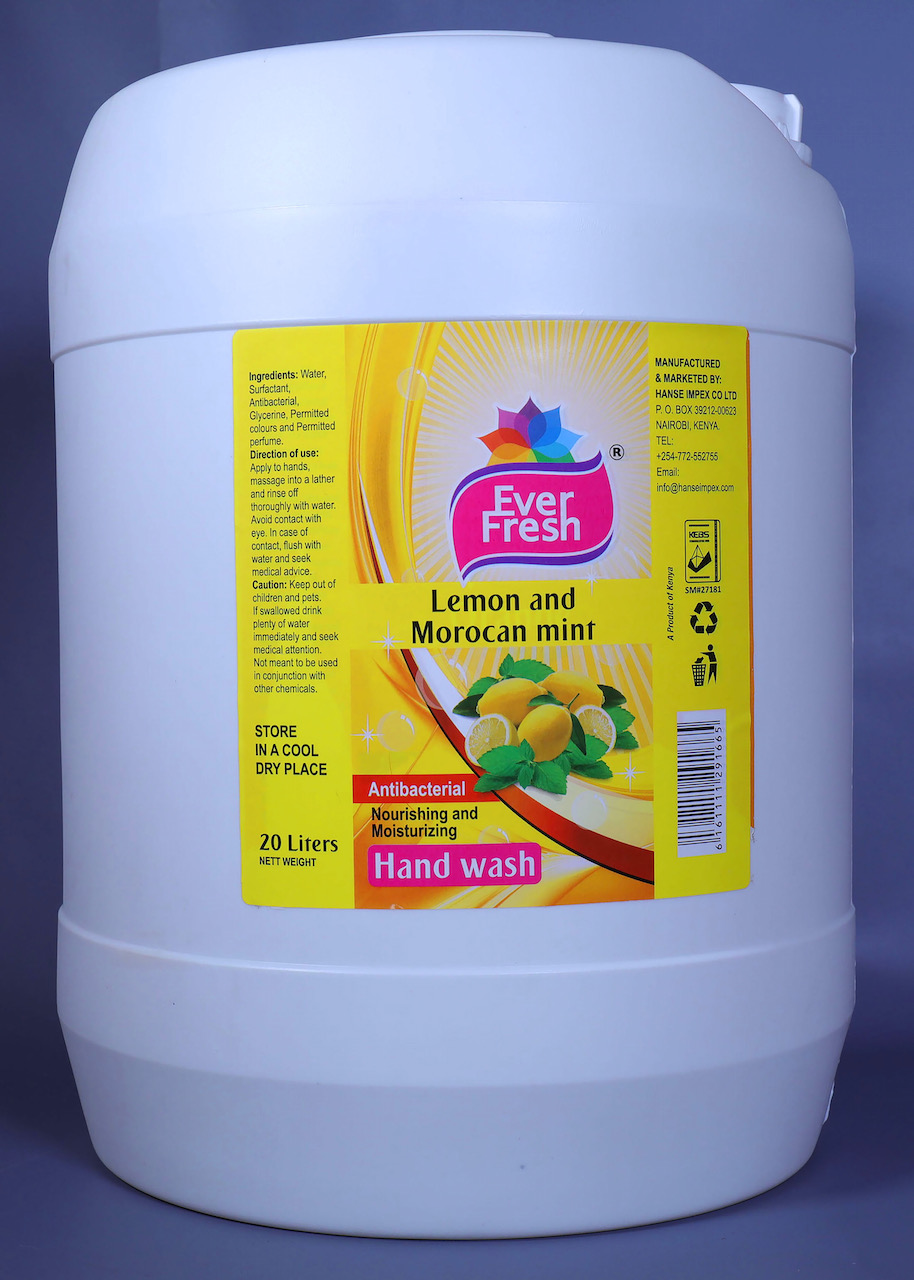 Ingredients: Water,
Surfactant,
Antibacterial,
Glycerine, Permitted
colours and Permitted
perfume.
Direction of use:
Apply to hands,
massage into a lather
and rinse off
thoroughly with water.
Avoid contact with
eye. In case of
contact, flush with
water and seek
medical advice.
Caution: Keep out of
children and pets.
If swallowed drink
plenty of water
immediately and seek
medical attention.
Not meant to be used
in conjunction with
other chemicals.
STORE
IN A COOL
DRY PLACE
20 Liters
NETT WEIGHT
Ever
Fresh
®
Lemon and
Morocan mint
Antibacterial
Nourishing and
Moisturizing
Hand wash
MANUFACTURED
& MARKETED BY:
HANSE IMPEX CO LTD
P. O. BOX 39212-00623
NAIROBI, KENYA.
TEL:
+254-772-552755
Email:
info@hanseimpex.com
KEBS
SM#27181
A Product of Kenya
6161111291665